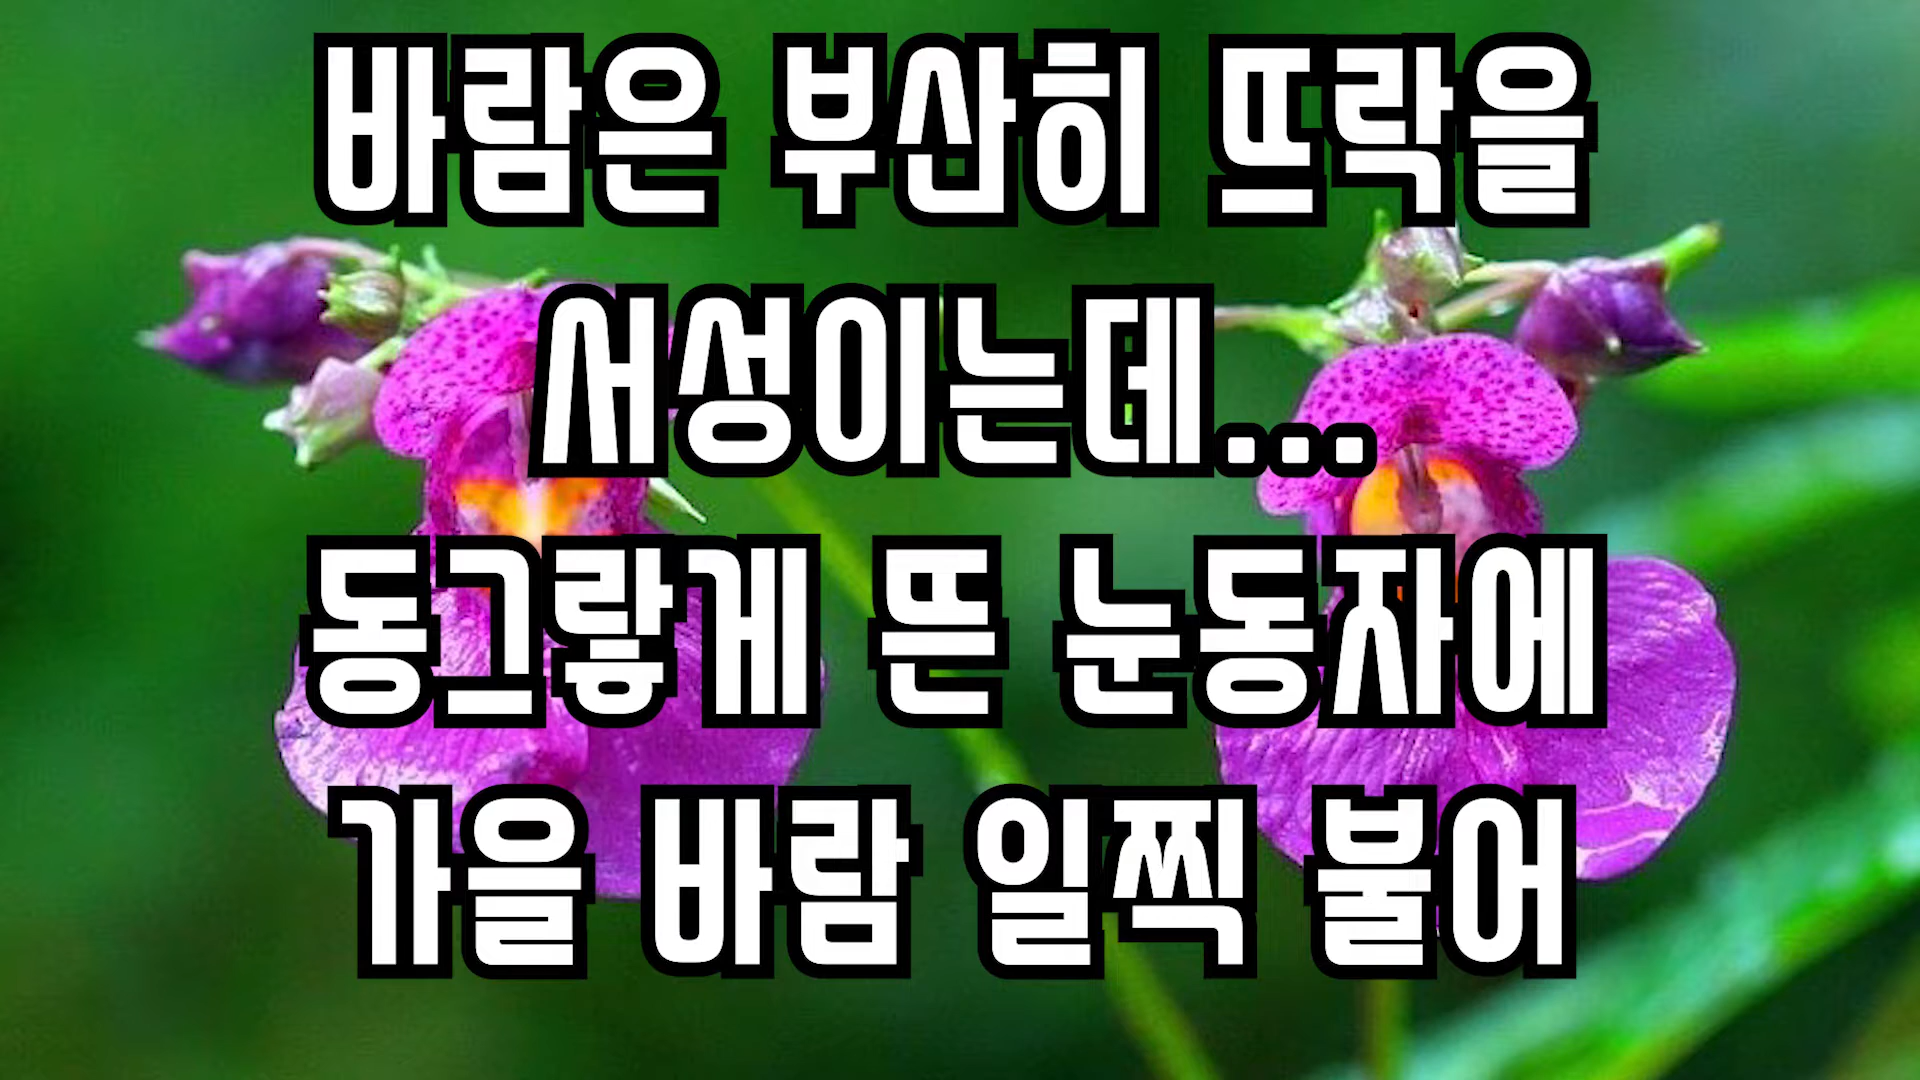 바람은 부산히 뜨락을
서성이는데...
동그랗게 뜬 눈동자에
가을 바람 일찍 불어